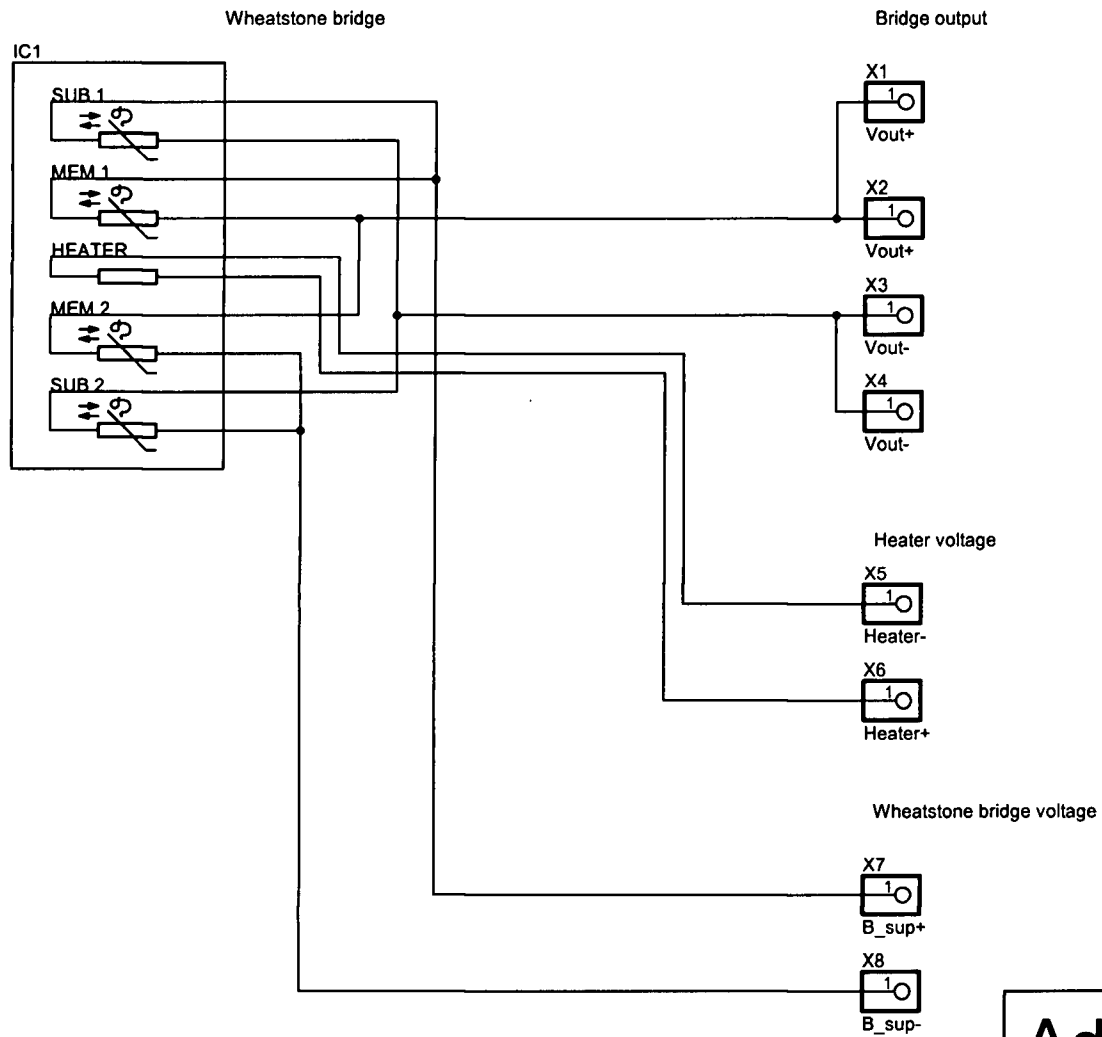 Wheatstone bridge
Bridge output
IC1
SUB 1
MEM 1
HEATER
MEM 2
SUB 2
X1
1
Vout+
X2
1
Vout+
X3
1
Vout-
X4
1
Vout-
Heater voltage
X5
1
Heater-
X6
1
Heater+
Wheatstone bridge voltage
X7
1
B_sup+
X8
1
B_sup-